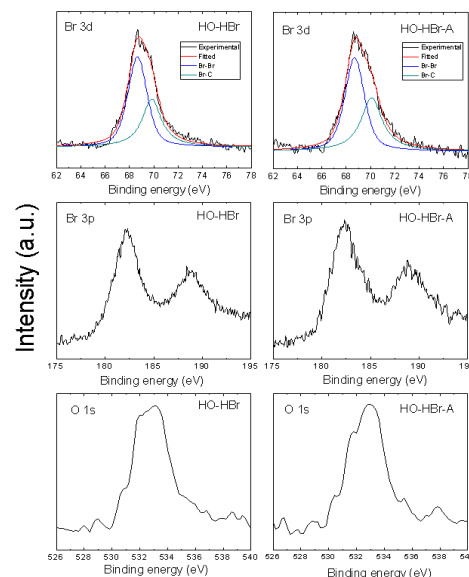 Br 3d
HO-HBr
Experimental
Fitted
Br-Br
Br-C
62 64 66 68 70 72 74 76 78
Binding energy (eV)
Br 3d
HO-HBr-A
Experimental
Fitted
Br-Br
Br-C
62 64 66 68 70 72 74 76 78
Binding energy (eV)
Intensity (a.u.)
Br 3p
HO-HBr
175 180 185 190 195
Binding energy (eV)
Br 3p
HO-HBr-A
175 180 185 190 195
Binding energy (eV)
O 1s
HO-HBr
526 528 530 532 534 536 538 540
Binding energy (eV)
O 1s
HO-HBr-A
526 528 530 532 534 536 538 54
Binding energy (eV)